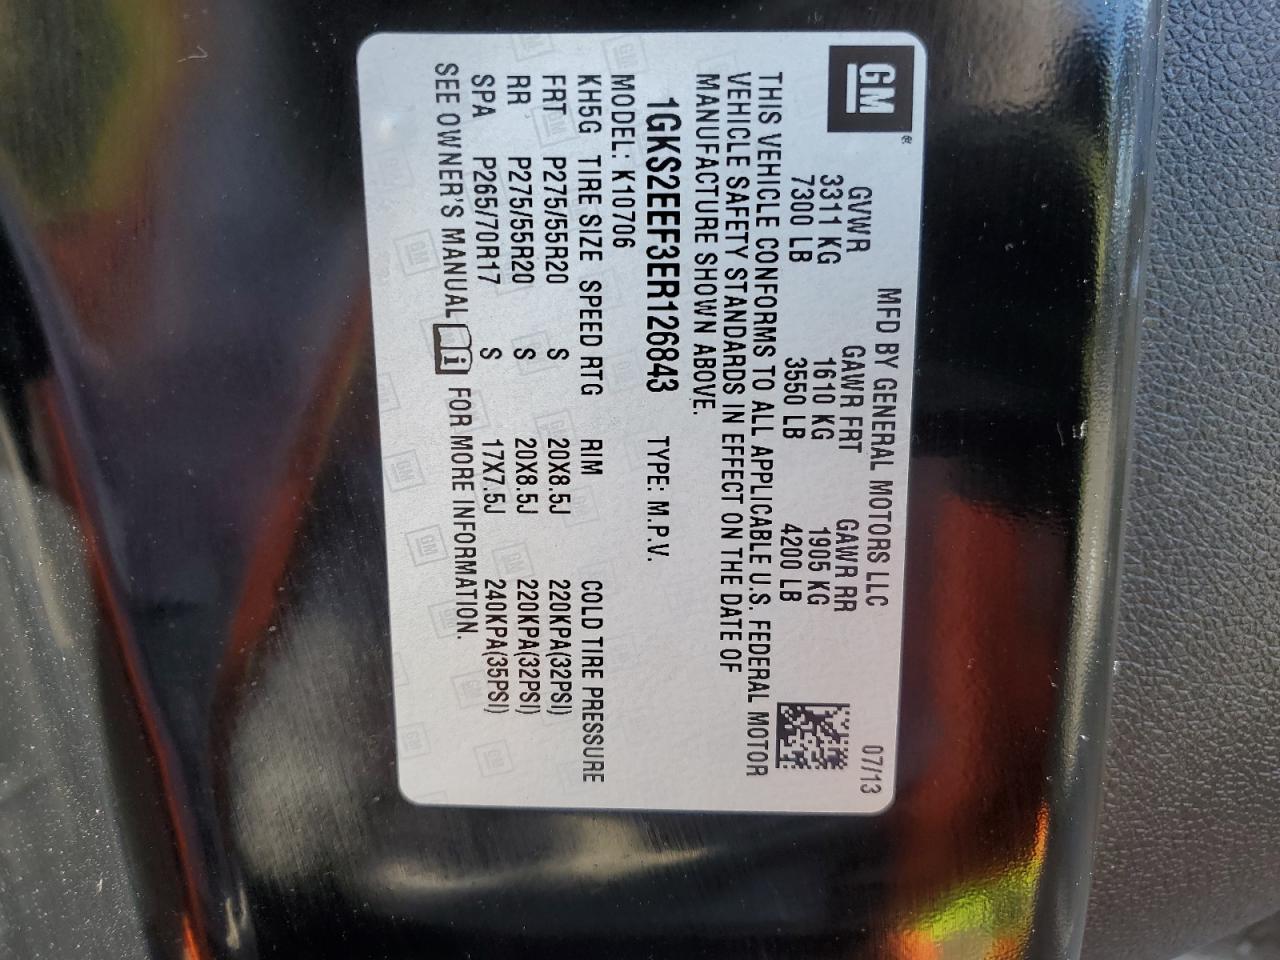 GM®
MFD BY GENERAL MOTORS LLC 07/13
GVWR GAWR FRT GAWR RR
3311 KG 1610 KG 1905 KG
7300 LB 3550 LB 4200 LB
THIS VEHICLE CONFORMS TO ALL APPLICABLE U.S. FEDERAL MOTOR
VEHICLE SAFETY STANDARDS IN EFFECT ON THE DATE OF
MANUFACTURE SHOWN ABOVE.
1GKS2EEF3ER126843 TYPE: M.P.V.
MODEL: K10706
KH5G TIRE SIZE SPEED RTG RIM COLD TIRE PRESSURE
FRT P275/55R20 S 20X8.5J 220KPA(32PSI)
RR P275/55R20 S 20X8.5J 220KPA(32PSI)
SPA P265/70R17 S 17X7.5J 240KPA(35PSI)
SEE OWNER'S MANUAL i FOR MORE INFORMATION.